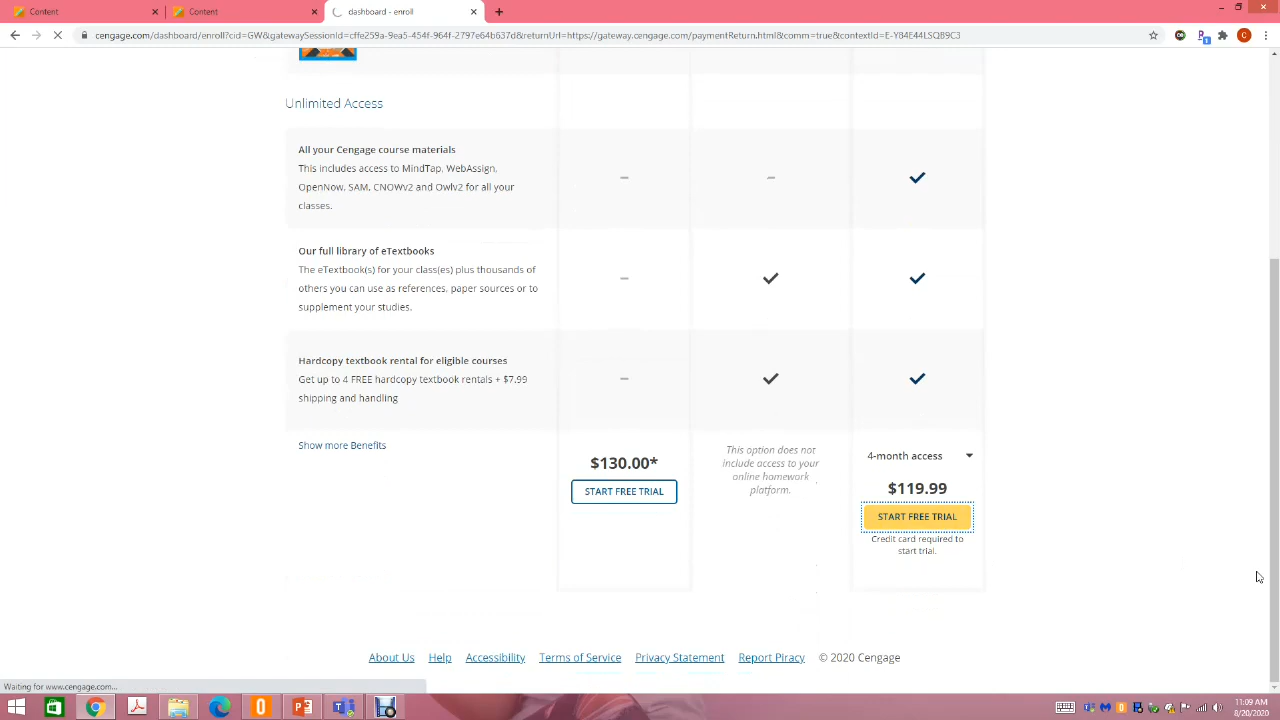 Content
Content
dashboard - enroll
cengage.com/dashboard/enroll?cid=GW&gatewaySessionId=cffe259a-9ea5-454f-964f-2797e64b637d&returnUrl=https://gateway.cengage.com/paymentReturn.html&comm=true&contextId=E-Y84E44LSQB9C3
Unlimited Access
All your Cengage course materials
This includes access to MindTap, WebAssign,
OpenNow, SAM, CNOWv2 and Owlv2 for all your
classes.
Our full library of eTextbooks
The eTextbook(s) for your class(es) plus thousands of
others you can use as references, paper sources or to
supplement your studies.
Hardcopy textbook rental for eligible courses
Get up to 4 FREE hardcopy textbook rentals + $7.99
shipping and handling
Show more Benefits
$130.00*
START FREE TRIAL
This option does not
include access to your
online homework
platform.
4-month access
$119.99
START FREE TRIAL
Credit card required to
start trial.
About Us Help Accessibility Terms of Service Privacy Statement Report Piracy © 2020 Cengage
Waiting for www.cengage.com...
11:09 AM
8/20/2020